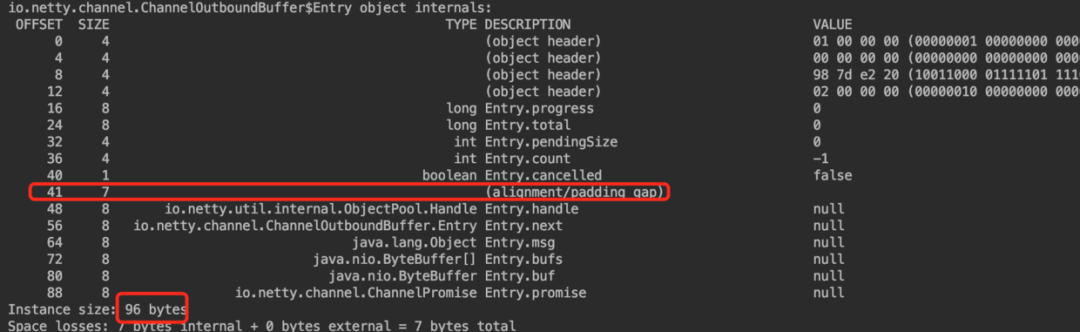 io.netty.channel.ChannelOutboundBuffer$Entry object internals:
OFFSET SIZE TYPE DESCRIPTION VALUE
0 4 (object header) 01 00 00 00 (00000001 00000000 000
4 4 (object header) 00 00 00 00 (00000000 00000000 000
8 4 (object header) 98 7d e2 20 (10011000 01111101 111
12 4 (object header) 02 00 00 00 (00000010 00000000 000
16 8 long Entry.progress 0
24 8 long Entry.total 0
32 4 int Entry.pendingSize 0
36 4 int Entry.count -1
40 1 boolean Entry.cancelled false
41 7 (alignment/padding gap)
48 8 io.netty.util.internal.ObjectPool.Handle Entry.handle null
56 8 io.netty.channel.ChannelOutboundBuffer.Entry Entry.next null
64 8 java.lang.Object Entry.msg null
72 8 java.nio.ByteBuffer[] Entry.bufs null
80 8 java.nio.ByteBuffer Entry.buf null
88 8 io.netty.channel.ChannelPromise Entry.promise null
Instance size: 96 bytes
Space losses: 7 bytes internal + 0 bytes external = 7 bytes total